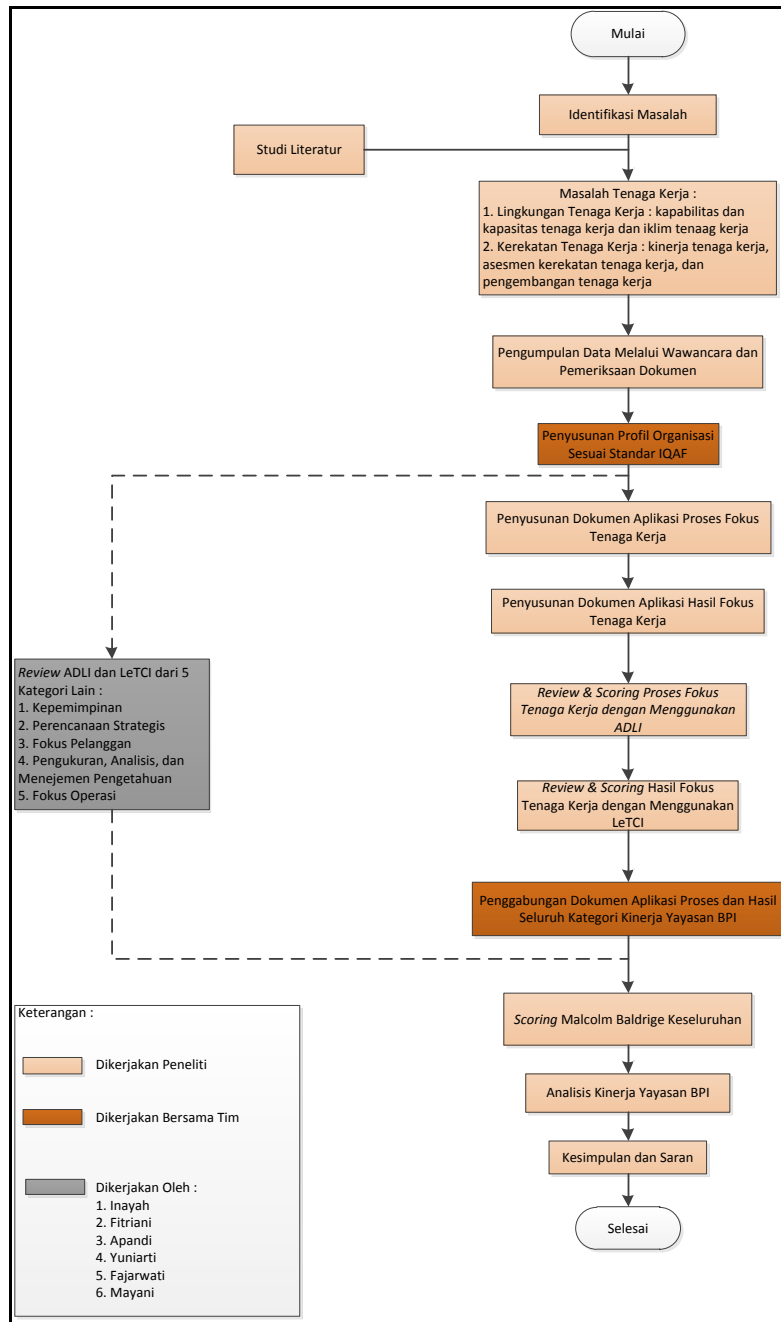 Mulai
Identifikasi Masalah
Studi Literatur
Masalah Tenaga Kerja :
1. Lingkungan Tenaga Kerja : kapabilitas dan
kapasitas tenaga kerja dan iklim tenaag kerja
2. Kerekatan Tenaga Kerja : kinerja tenaga kerja,
asesmen kerekatan tenaga kerja, dan
pengembangan tenaga kerja
Pengumpulan Data Melalui Wawancara dan
Pemeriksaan Dokumen
Penyusunan Profil Organisasi
Sesuai Standar IQAF
Penyusunan Dokumen Aplikasi Proses Fokus
Tenaga Kerja
Penyusunan Dokumen Aplikasi Hasil Fokus
Tenaga Kerja
Review ADLI dan LeTCI dari 5
Kategori Lain :
1. Kepemimpinan
2. Perencanaan Strategis
3. Fokus Pelanggan
4. Pengukuran, Analisis, dan
Menejemen Pengetahuan
5. Fokus Operasi
Review & Scoring Proses Fokus
Tenaga Kerja dengan Menggunakan
ADLI
Review & Scoring Hasil Fokus
Tenaga Kerja dengan Menggunakan
LeTCI
Penggabungan Dokumen Aplikasi Proses dan Hasil
Seluruh Kategori Kinerja Yayasan BPI
Scoring Malcolm Baldrige Keseluruhan
Analisis Kinerja Yayasan BPI
Kesimpulan dan Saran
Selesai
Keterangan :
Dikerjakan Peneliti
Dikerjakan Bersama Tim
Dikerjakan Oleh :
1. Inayah
2. Fitriani
3. Apandi
4. Yuniarti
5. Fajarwati
6. Mayani